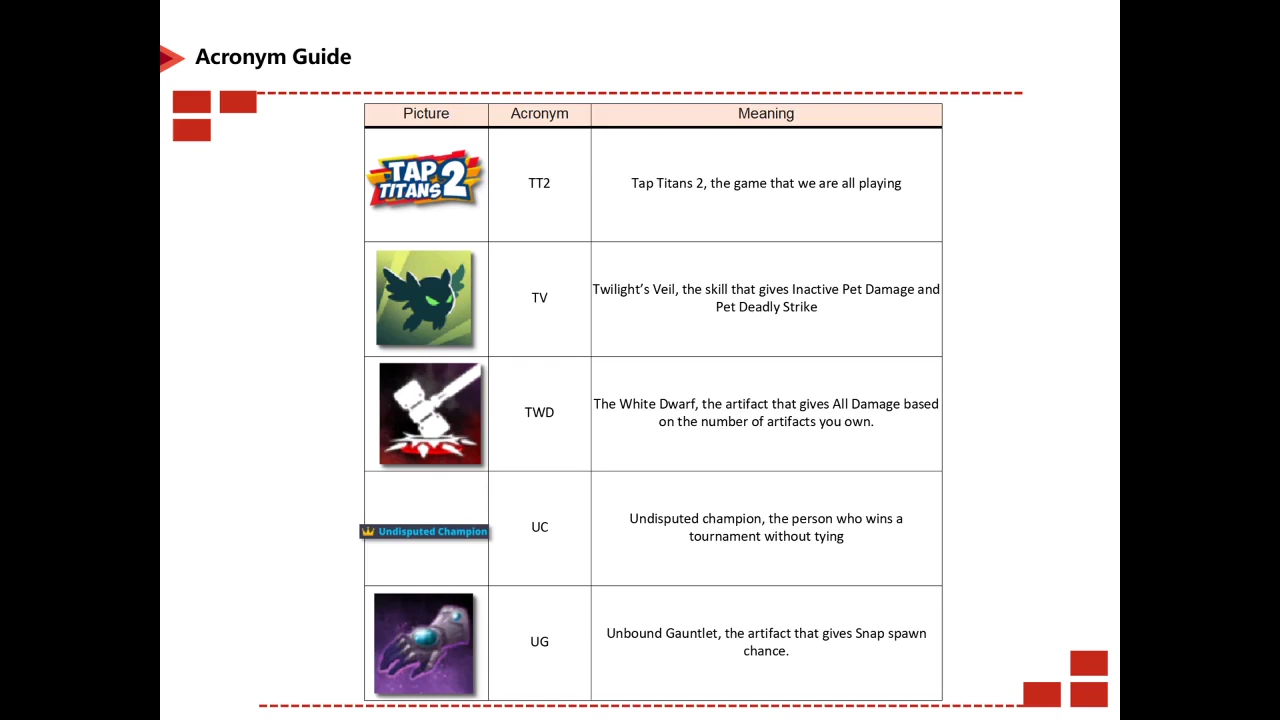 Acronym Guide
Picture Acronym Meaning
TAP
TITANS 2
TT2
Tap Titans 2, the game that we are all playing
TV
Twilight’s Veil, the skill that gives Inactive Pet Damage and
Pet Deadly Strike
TWD
The White Dwarf, the artifact that gives All Damage based
on the number of artifacts you own.
Undisputed Champion
UC
Undisputed champion, the person who wins a
tournament without tying
UG
Unbound Gauntlet, the artifact that gives Snap spawn
chance.